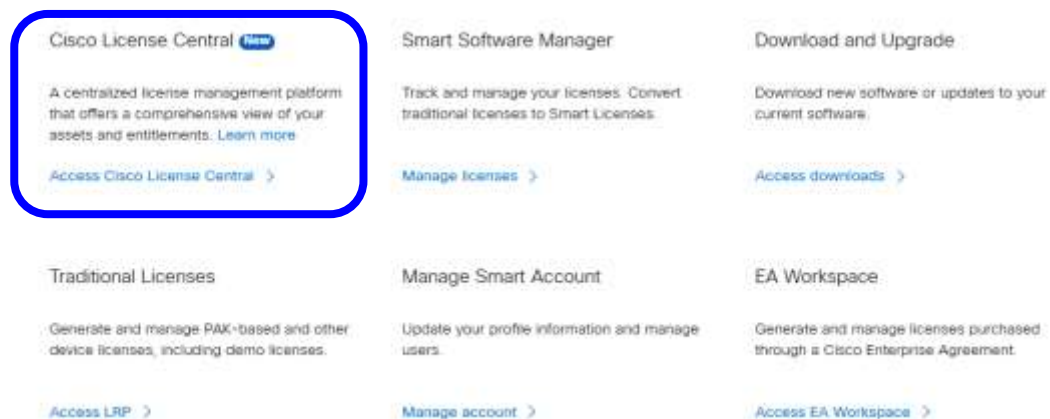 Cisco License Central New
A centralized license management platform
that offers a comprehensive view of your
assets and entitlements. Learn more
Access Cisco License Central >
Smart Software Manager
Track and manage your licenses. Convert
traditional licenses to Smart Licenses.
Manage licenses >
Download and Upgrade
Download new software or updates to your
current software.
Access downloads >
Traditional Licenses
Generate and manage PAK-based and other
device licenses, including demo licenses.
Access LRP >
Manage Smart Account
Update your profile information and manage
users.
Manage account >
EA Workspace
Generate and manage licenses purchased
through a Cisco Enterprise Agreement.
Access EA Workspace >